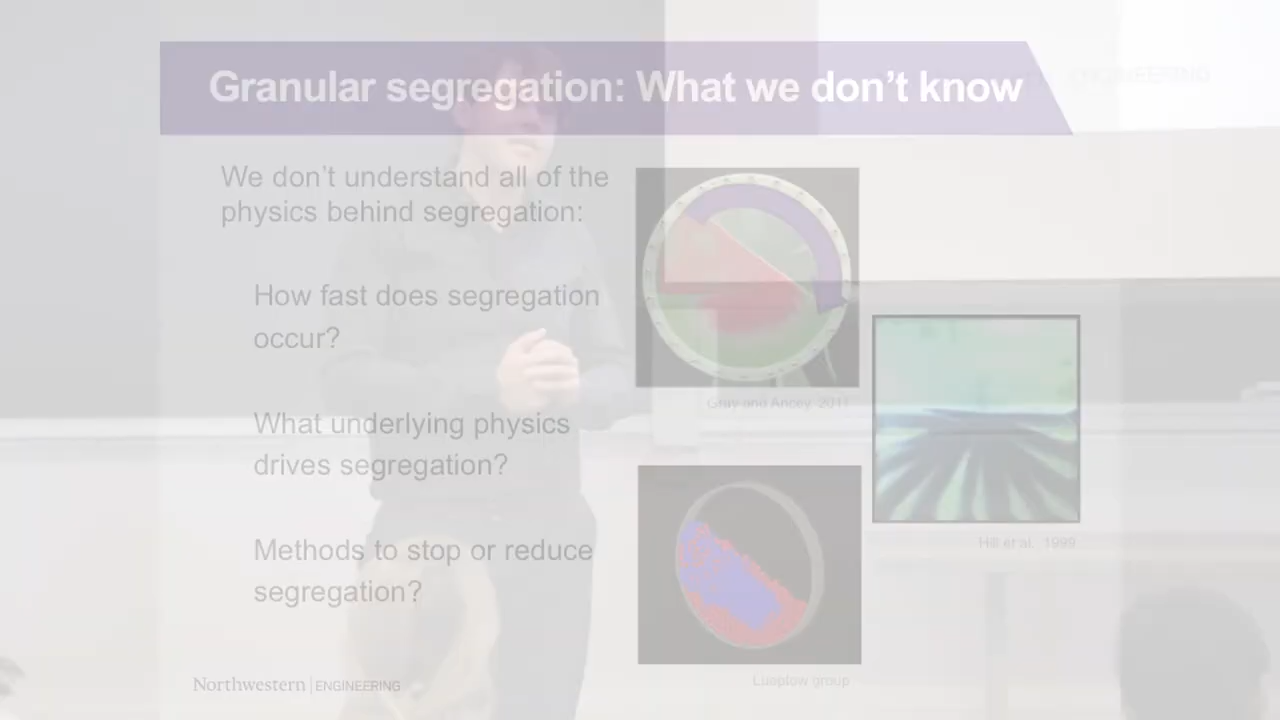 Granular segregation: What we don't know
ENGINEERING
We don't understand all of the
physics behind segregation:
How fast does segregation
occur?
What underlying physics
drives segregation?
Methods to stop or reduce
segregation?
Gray and Ancey, 2011
Hill et al. 1999
Lueplow group
Northwestern | ENGINEERING